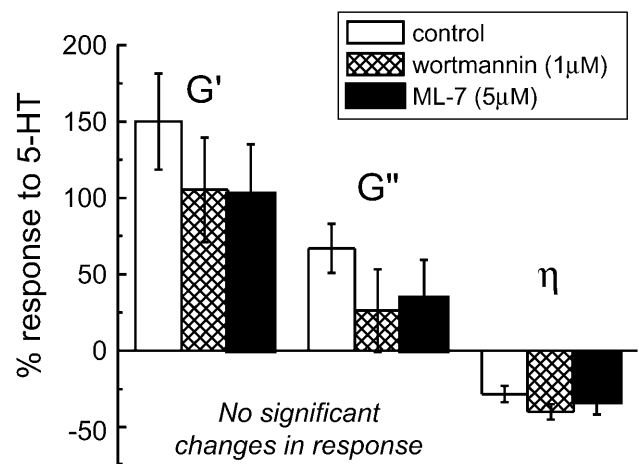 control
wortmannin (1μM)
ML-7 (5μM)
% response to 5-HT
200
150
100
50
0
-50
G'
G"
η
No significant
changes in response